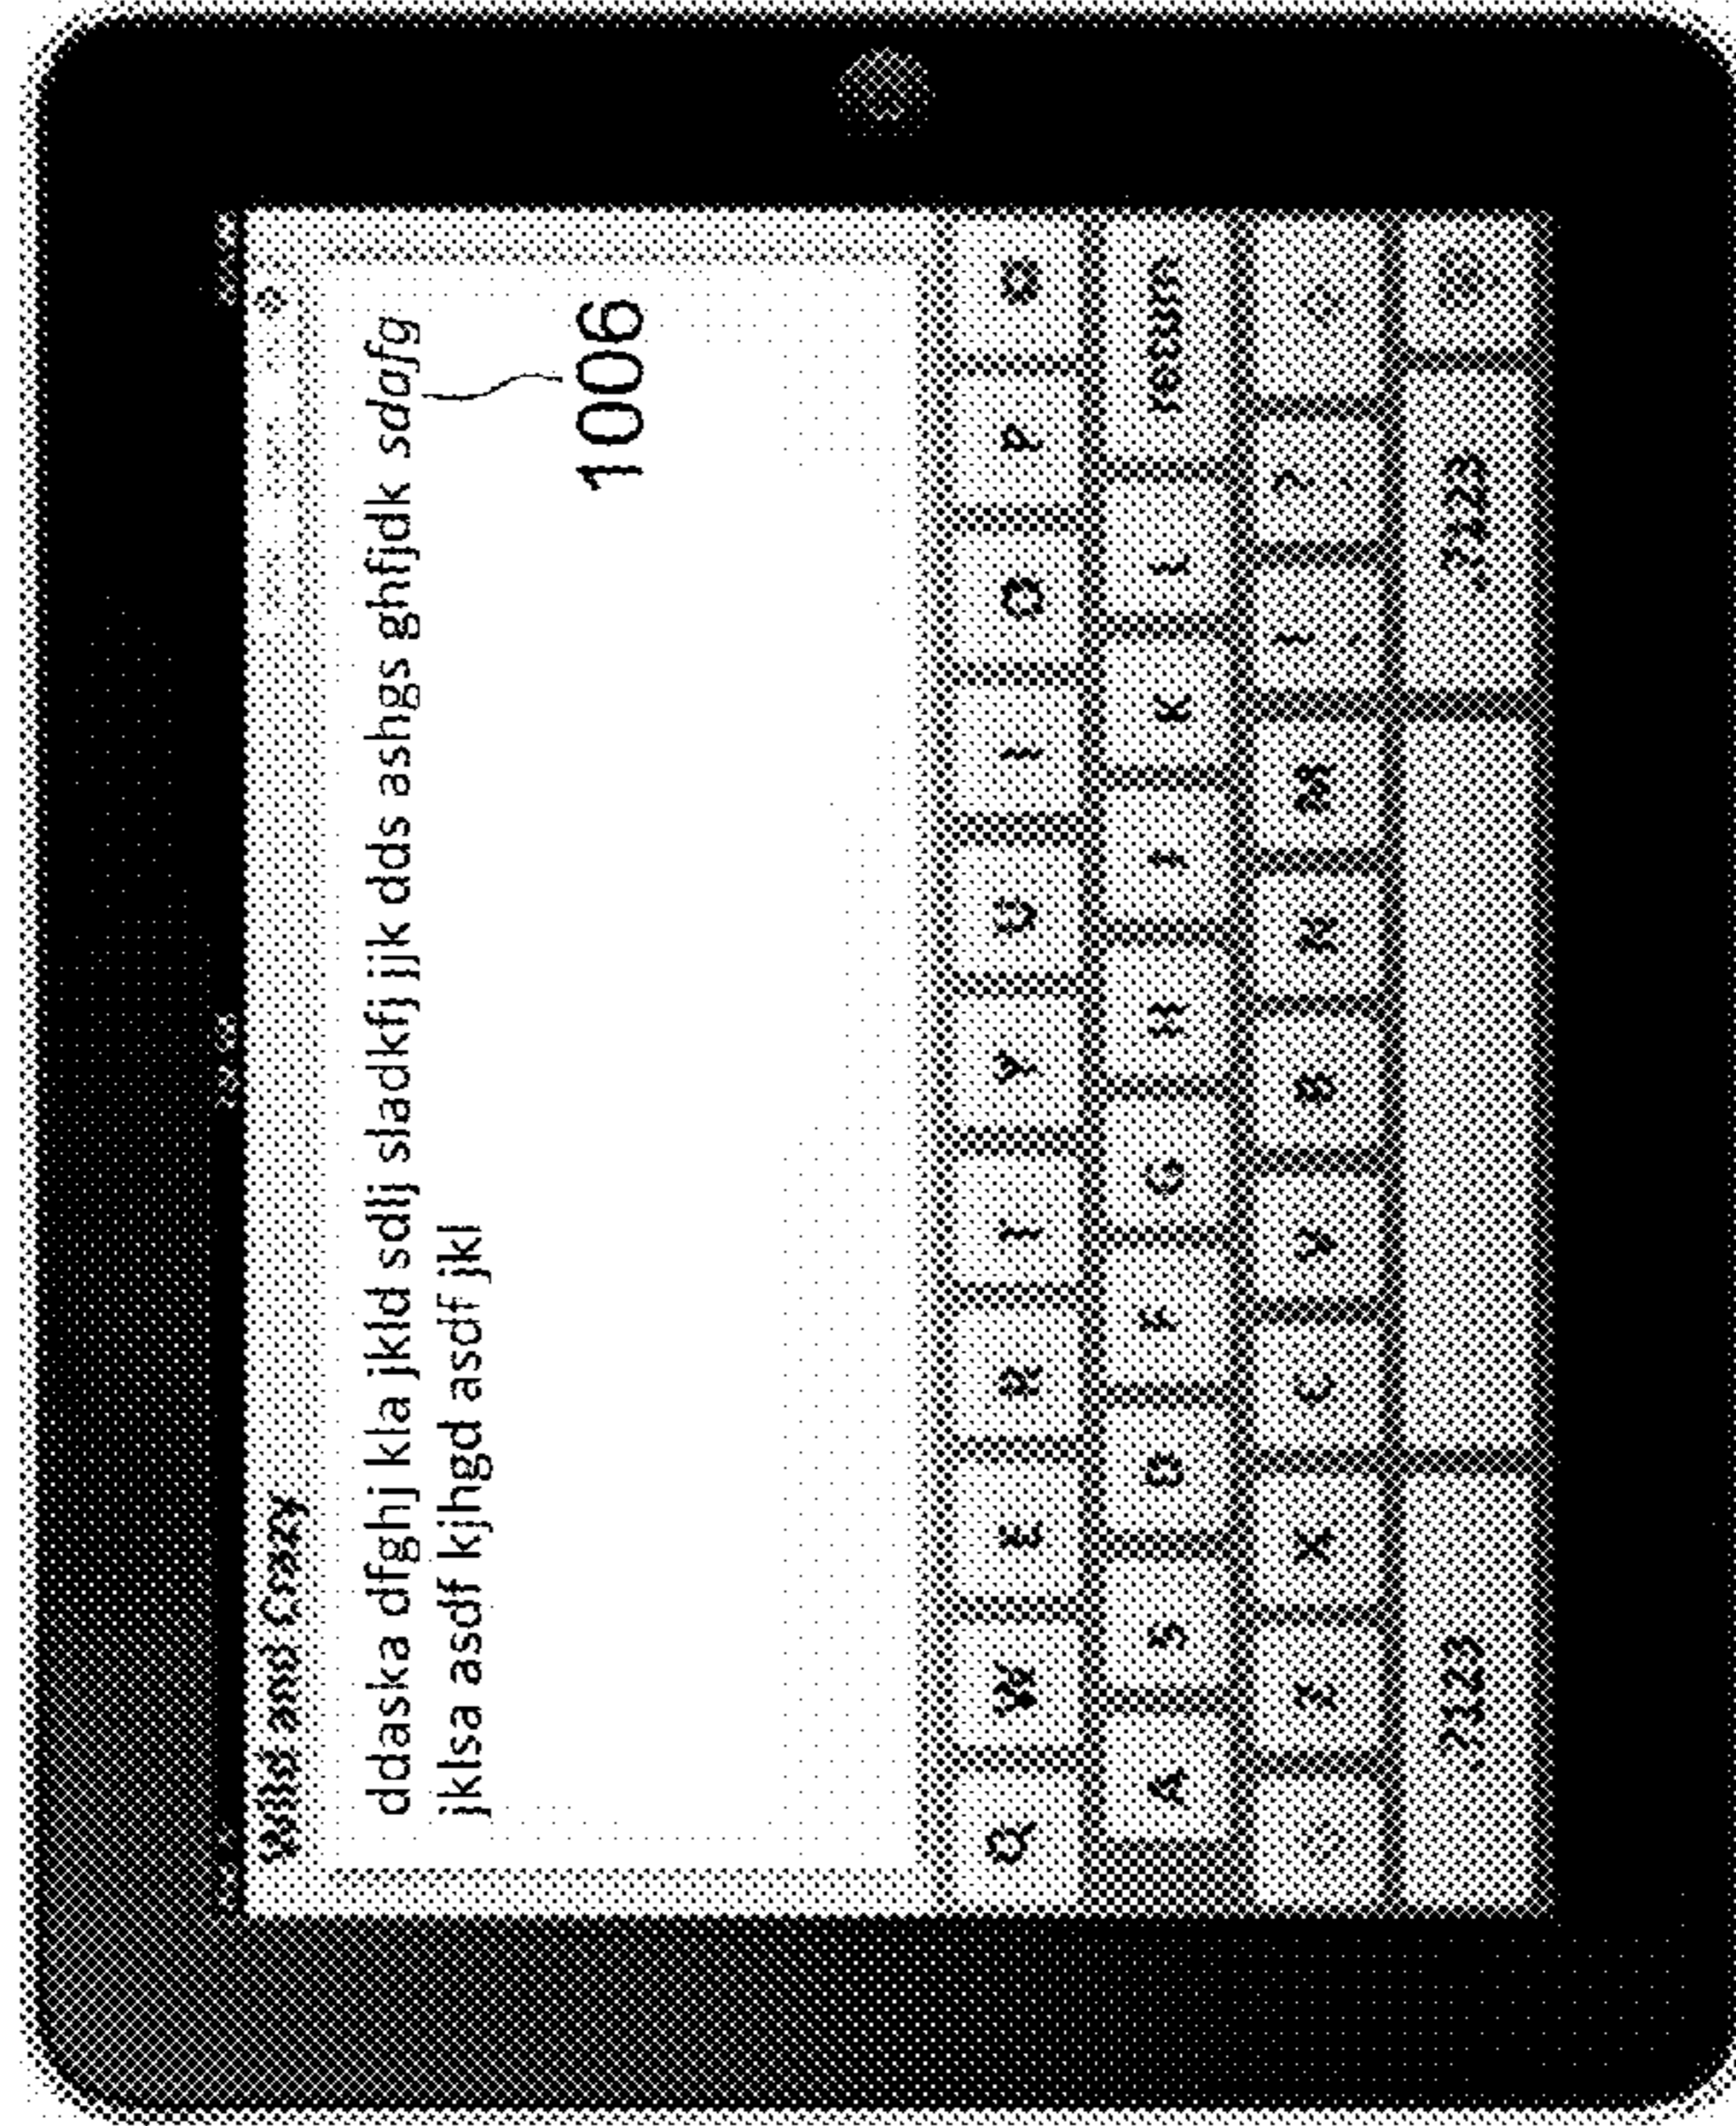 Wild and Crazy
ddaska dfghj kla jkld sdlj sladkfj jjk dds ashgs ghfjdk sdafg
jklsa asdf kjhgd asdf jkl
1006
Q W E R T Y U I O P
A S D F G H J K L return
Z X C V B N M ! ?
.?123 .?123